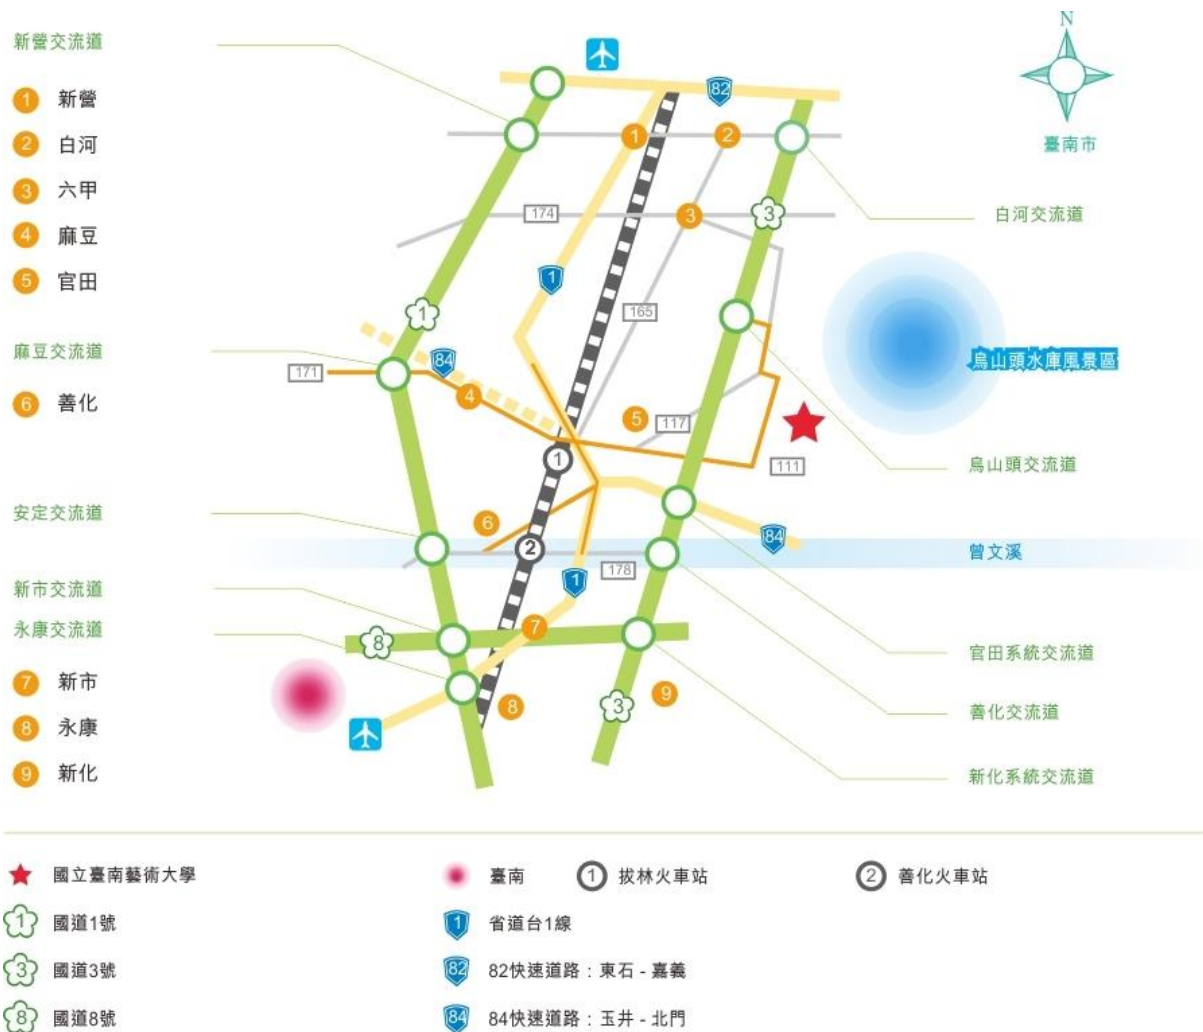 N
臺南市
新營交流道
1 新營
2 白河
3 六甲
4 麻豆
5 官田
麻豆交流道
6 善化
安定交流道
新市交流道
永康交流道
7 新市
8 永康
9 新化
82
1
2
174
3
3
1
165
1
84
171
4
5
117
111
1
6
2
84
178
1
8
7
8
9
3
白河交流道
烏山頭水庫風景區
烏山頭交流道
曾文溪
官田系統交流道
善化交流道
新化系統交流道
國立臺南藝術大學
臺南
1 拔林火車站
2 善化火車站
1 國道1號
1 省道台1線
3 國道3號
82 82快速道路：東石 - 嘉義
8 國道8號
84 84快速道路：玉井 - 北門